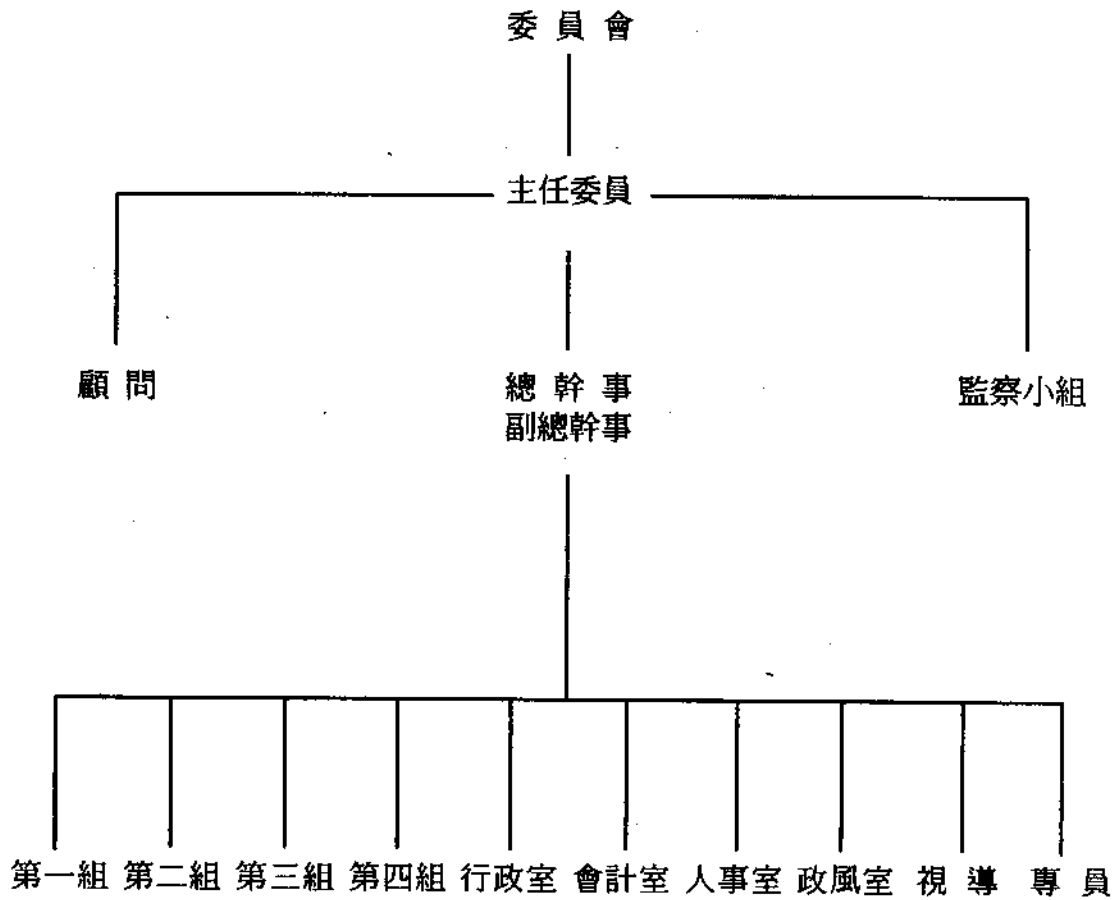 委員會
主任委員
顧問
總幹事
副總幹事
監察小組
第一組 第二組 第三組 第四組 行政室 會計室 人事室 政風室 視導 專員